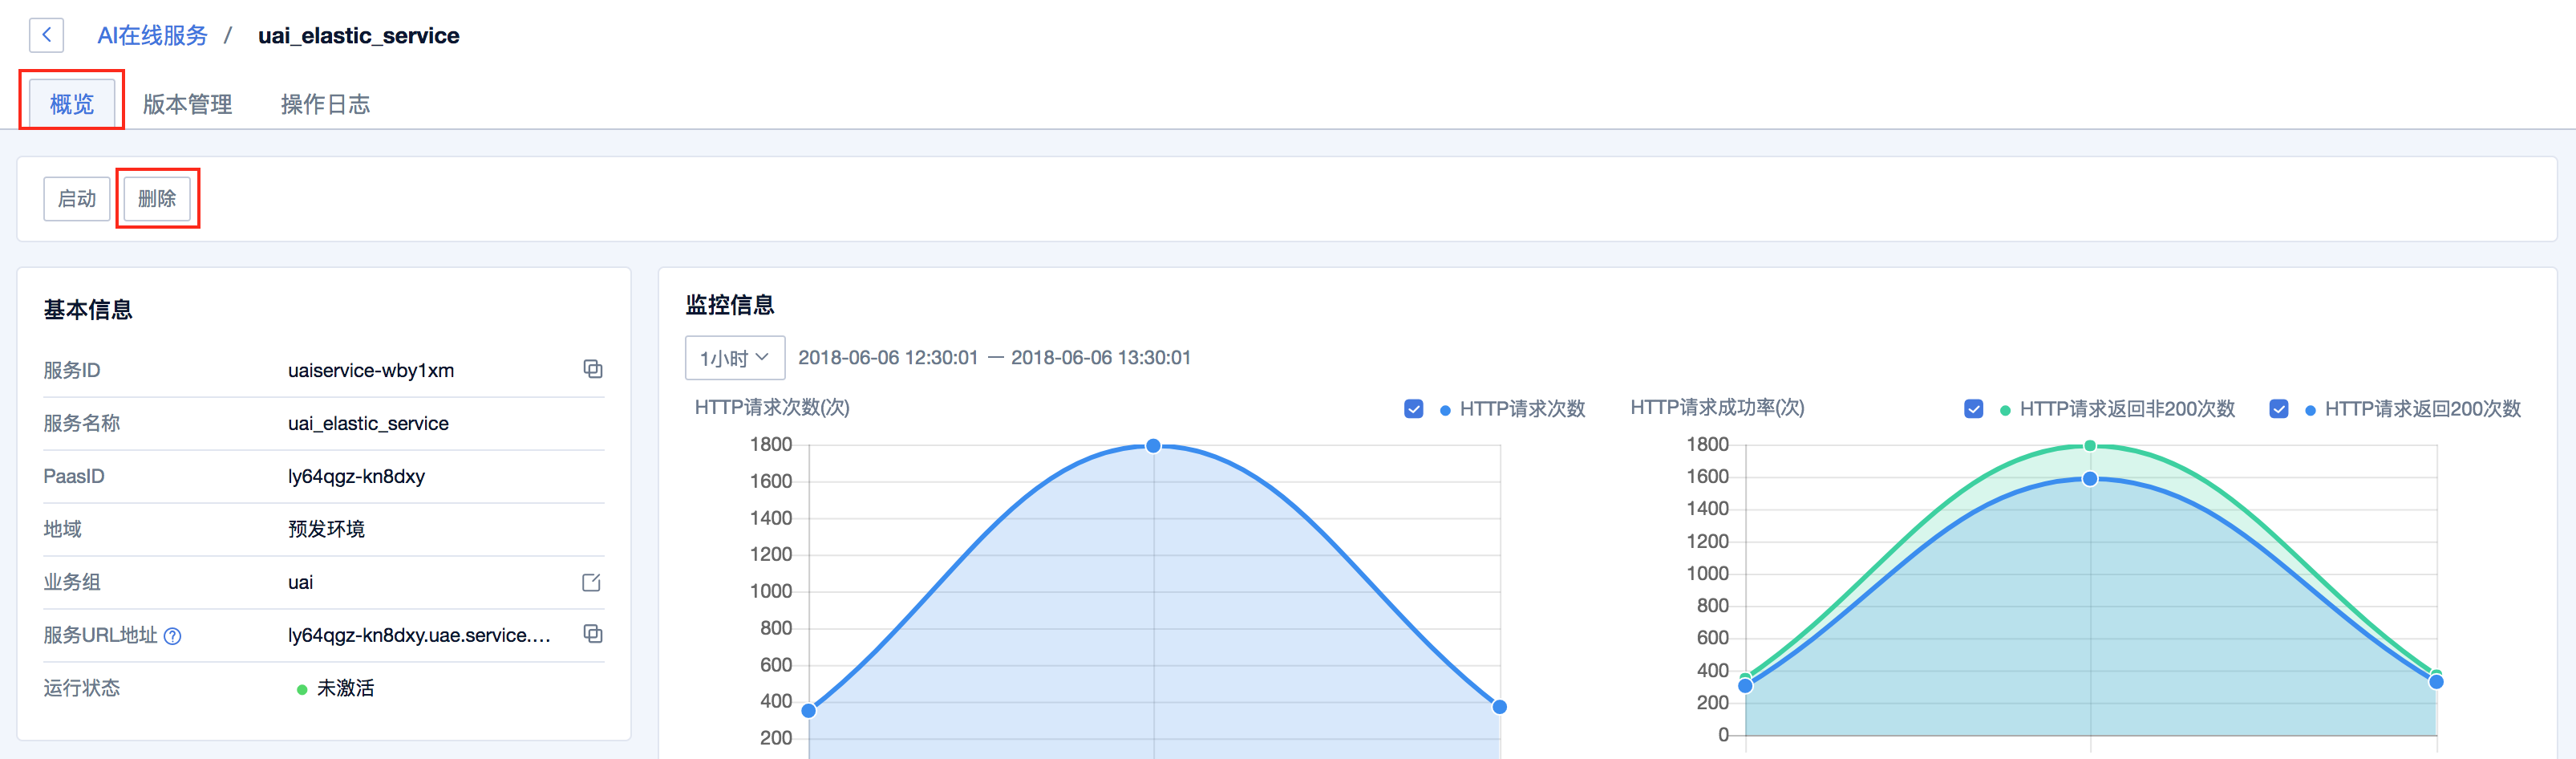 AI在线服务 / uai_elastic_service
概览 版本管理 操作日志
启动 删除
基本信息
服务ID uaiservice-wby1xm
服务名称 uai_elastic_service
PaasID ly64qgz-kn8dxy
地域 预发环境
业务组 uai
服务URL地址 ? ly64qgz-kn8dxy.uae.service....
运行状态 未激活
监控信息
1小时 2018-06-06 12:30:01 — 2018-06-06 13:30:01
HTTP请求次数(次) HTTP请求次数
1800
1600
1400
1200
1000
800
600
400
200
HTTP请求成功率(次) HTTP请求返回非200次数 HTTP请求返回200次数
1800
1600
1400
1200
1000
800
600
400
200
0